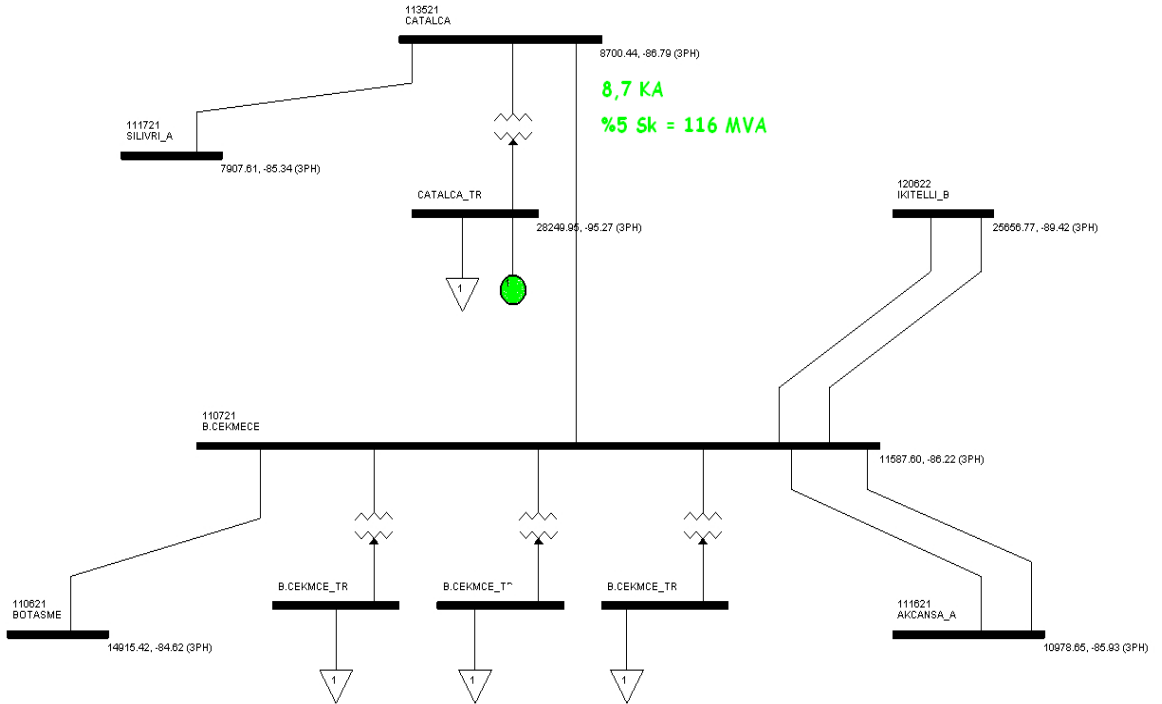 113521
CATALCA
8700.44, -86.79 (3PH)
8,7 KA
%5 Sk = 116 MVA
111721
SILIVRI_A
7907.61, -85.34 (3PH)
CATALCA_TR
28249.95, -95.27 (3PH)
1
1
120622
IKITELLI_B
25656.77, -89.42 (3PH)
110721
B.CEKMECE
11587.60, -86.22 (3PH)
B.CEKMCE_TR
B.CEKMCE_TR
110621
BOTASME
14915.42, -84.62 (3PH)
111621
AKCANSA_A
10978.65, -85.93 (3PH)
1
1
1